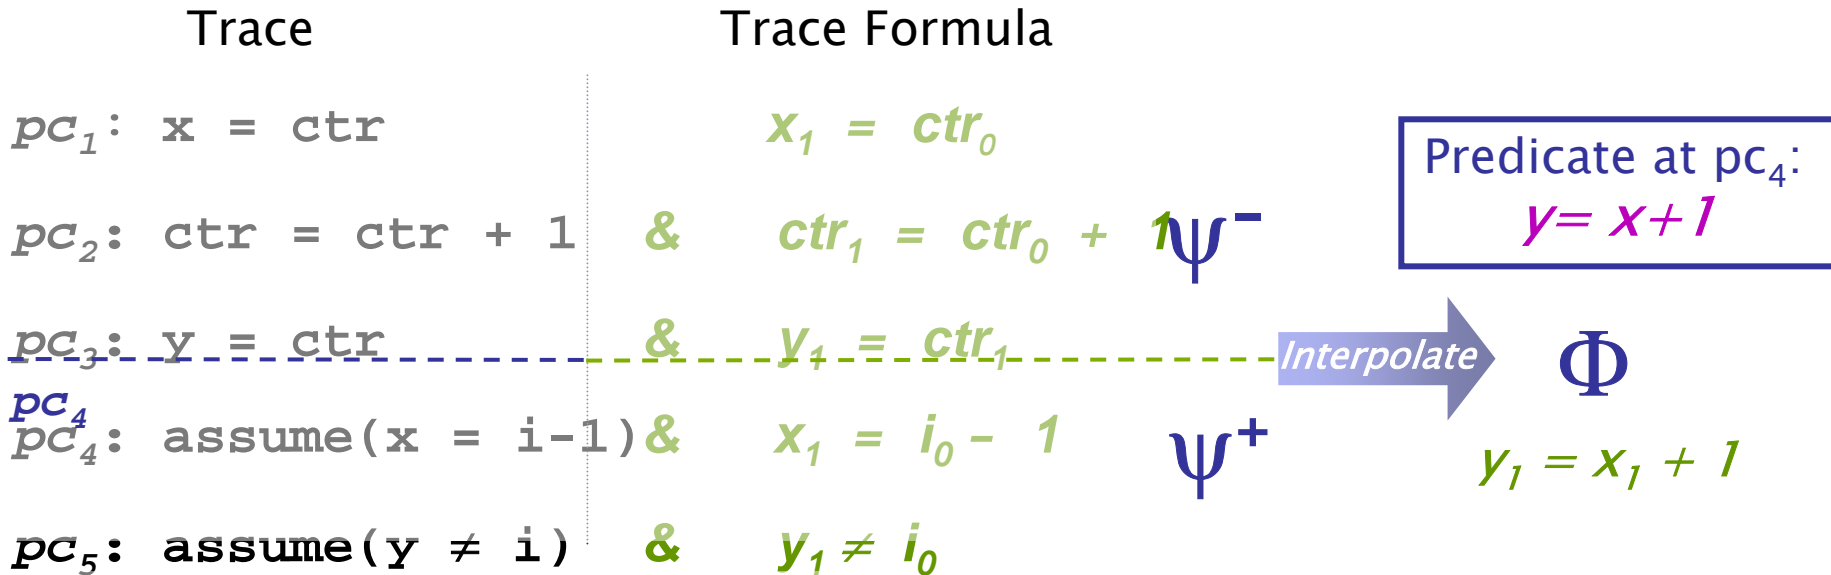 Trace Trace Formula
pc₁: x = ctr x₁ = ctr₀
Predicate at pc₄:
y= x+1
pc₂: ctr = ctr + 1 & ctr₁ = ctr₀ + 1 ψ⁻
pc₃: y = ctr & y₁ = ctr₁
Interpolate Φ
pc₄
pc₄: assume(x = i-1) & x₁ = i₀ - 1 ψ⁺
y₁ = x₁ + 1
pc₅: assume(y ≠ i) & y₁ ≠ i₀